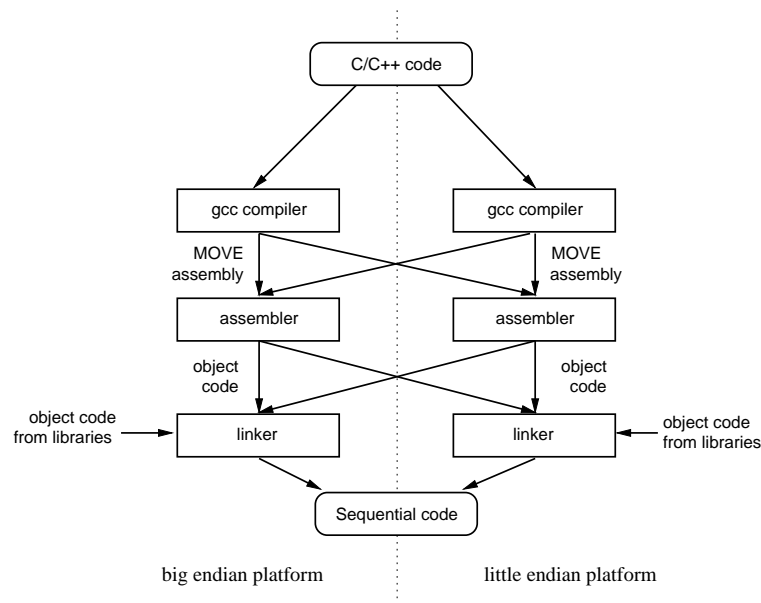 C/C++ code
gcc compiler
gcc compiler
MOVE
assembly
MOVE
assembly
assembler
assembler
object
code
object
code
object code
from libraries
linker
linker
object code
from libraries
Sequential code
big endian platform
little endian platform